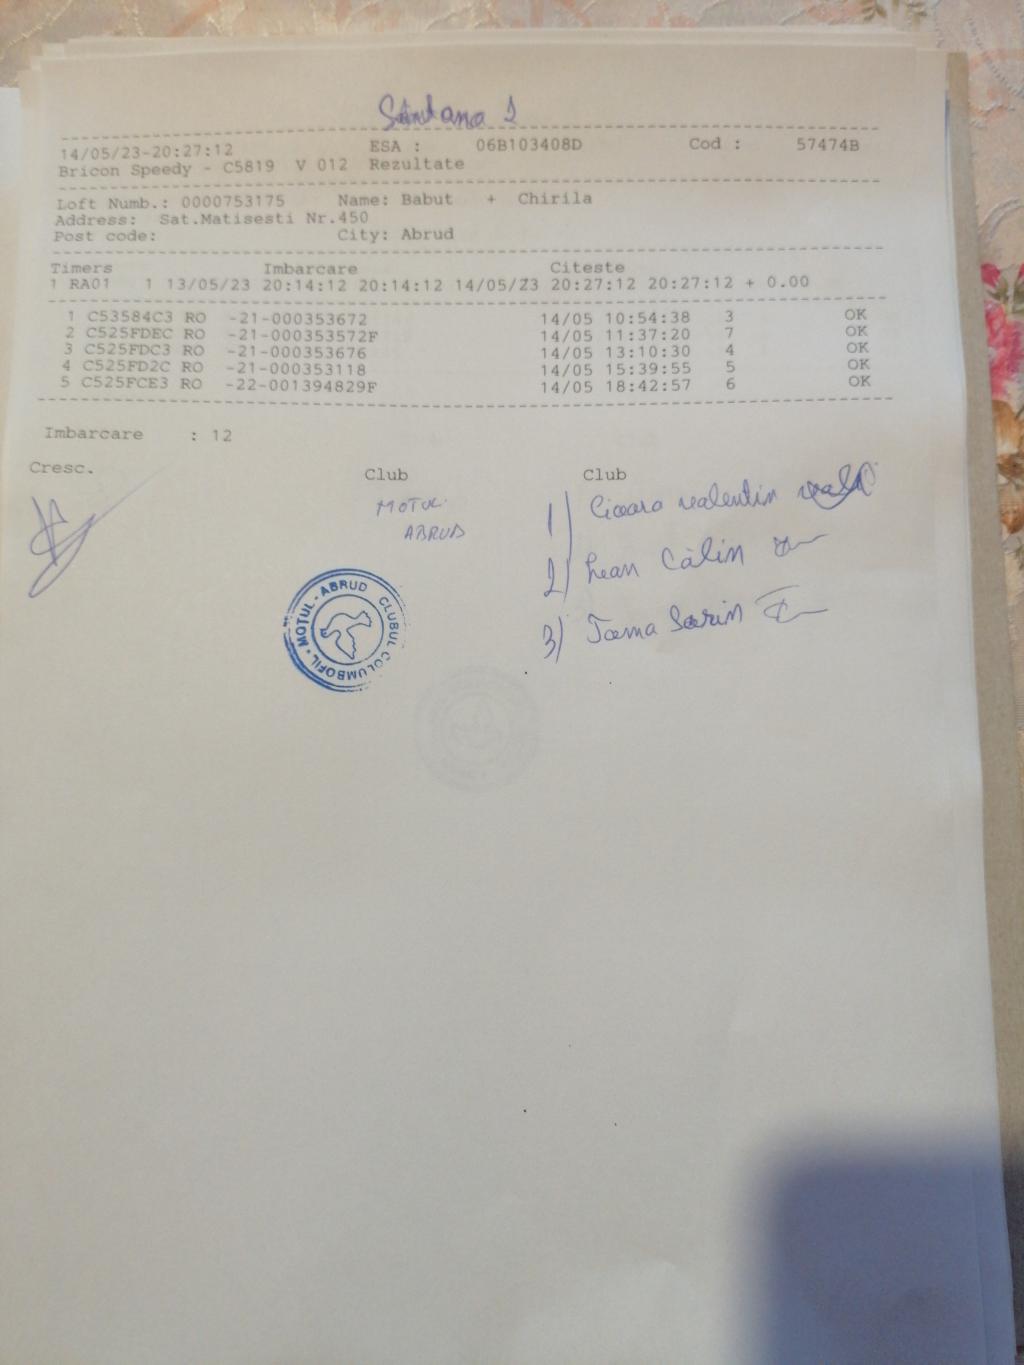 Santana 2
14/05/23-20:27:12 ESA : 06B103408D Cod : 57474B
Bricon Speedy - C5819 V 012 Rezultate
Loft Numb.: 0000753175 Name: Babut + Chirila
Address: Sat.Matisesti Nr.450
Post code: City: Abrud
Timers Imbarcare Citeste
1 RA01 1 13/05/23 20:14:12 20:14:12 14/05/23 20:27:12 20:27:12 + 0.00
1 C53584C3 RO -21-000353672 14/05 10:54:38 3 OK
2 C525FDEC RO -21-000353572F 14/05 11:37:20 7 OK
3 C525FDC3 RO -21-000353676 14/05 13:10:30 4 OK
4 C525FD2C RO -21-000353118 14/05 15:39:55 5 OK
5 C525FCE3 RO -22-001394829F 14/05 18:42:57 6 OK
Imbarcare : 12
Cresc. Club Club
MOTUL
ABRUD
1) Valentin
2) Călin
3) Toma Sorin
MOTUL - ABRUD CLUBUL COLUMBOFIL